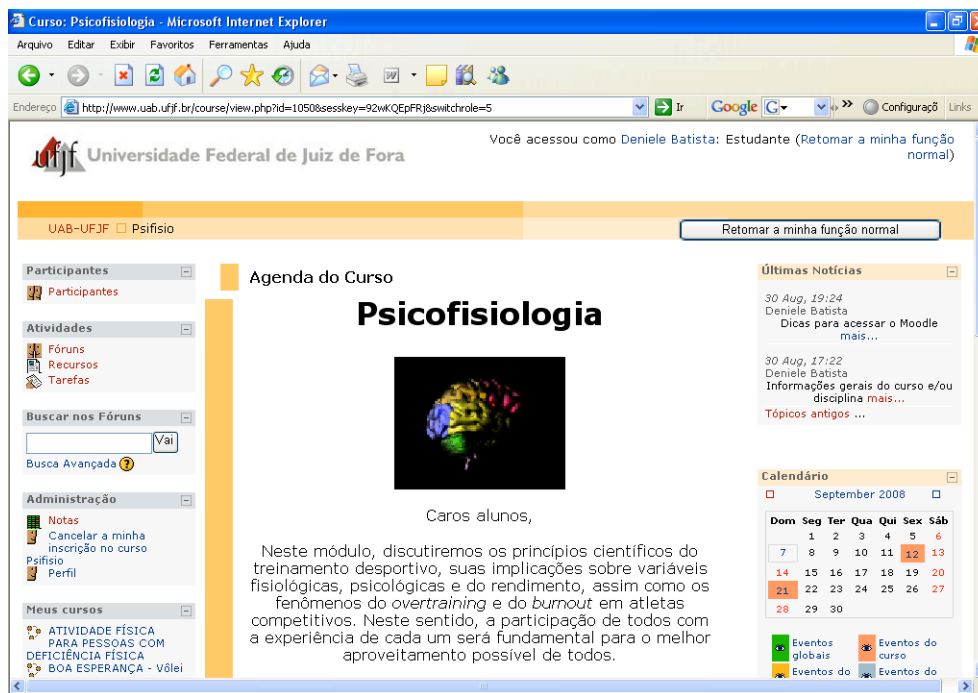 Curso: Psicofisiologia - Microsoft Internet Explorer
Arquivo Editar Exibir Favoritos Ferramentas Ajuda
Endereço http://www.uab.ufjf.br/course/view.php?id=1050&sesskey=92wKQEpFRj&switchrole=5 Ir Google G Configuraçõ Links
ufjf Universidade Federal de Juiz de Fora
Você acessou como Deniele Batista: Estudante (Retomar a minha função
normal)
UAB-UFJF Psifisio
Retomar a minha função normal
Participantes
Participantes
Atividades
Fóruns
Recursos
Tarefas
Buscar nos Fóruns
Vai
Busca Avançada ?
Administração
Notas
Cancelar a minha
inscrição no curso
Psifisio
Perfil
Meus cursos
ATIVIDADE FÍSICA
PARA PESSOAS COM
DEFICIÊNCIA FÍSICA
BOA ESPERANÇA - Vôlei
Agenda do Curso
Psicofisiologia
Caros alunos,
Neste módulo, discutiremos os princípios científicos do
treinamento desportivo, suas implicações sobre variáveis
fisiológicas, psicológicas e do rendimento, assim como os
fenômenos do overtraining e do burnout em atletas
competitivos. Neste sentido, a participação de todos com
a experiência de cada um será fundamental para o melhor
aproveitamento possível de todos.
Últimas Notícias
30 Aug, 19:24
Deniele Batista
Dicas para acessar o Moodle
mais...
30 Aug, 17:22
Deniele Batista
Informações gerais do curso e/ou
disciplina mais...
Tópicos antigos ...
Calendário
September 2008
Dom Seg Ter Qua Qui Sex Sáb
1 2 3 4 5 6
7 8 9 10 11 12 13
14 15 16 17 18 19 20
21 22 23 24 25 26 27
28 29 30
Eventos
globais
Eventos do
curso
Eventos do
Eventos do